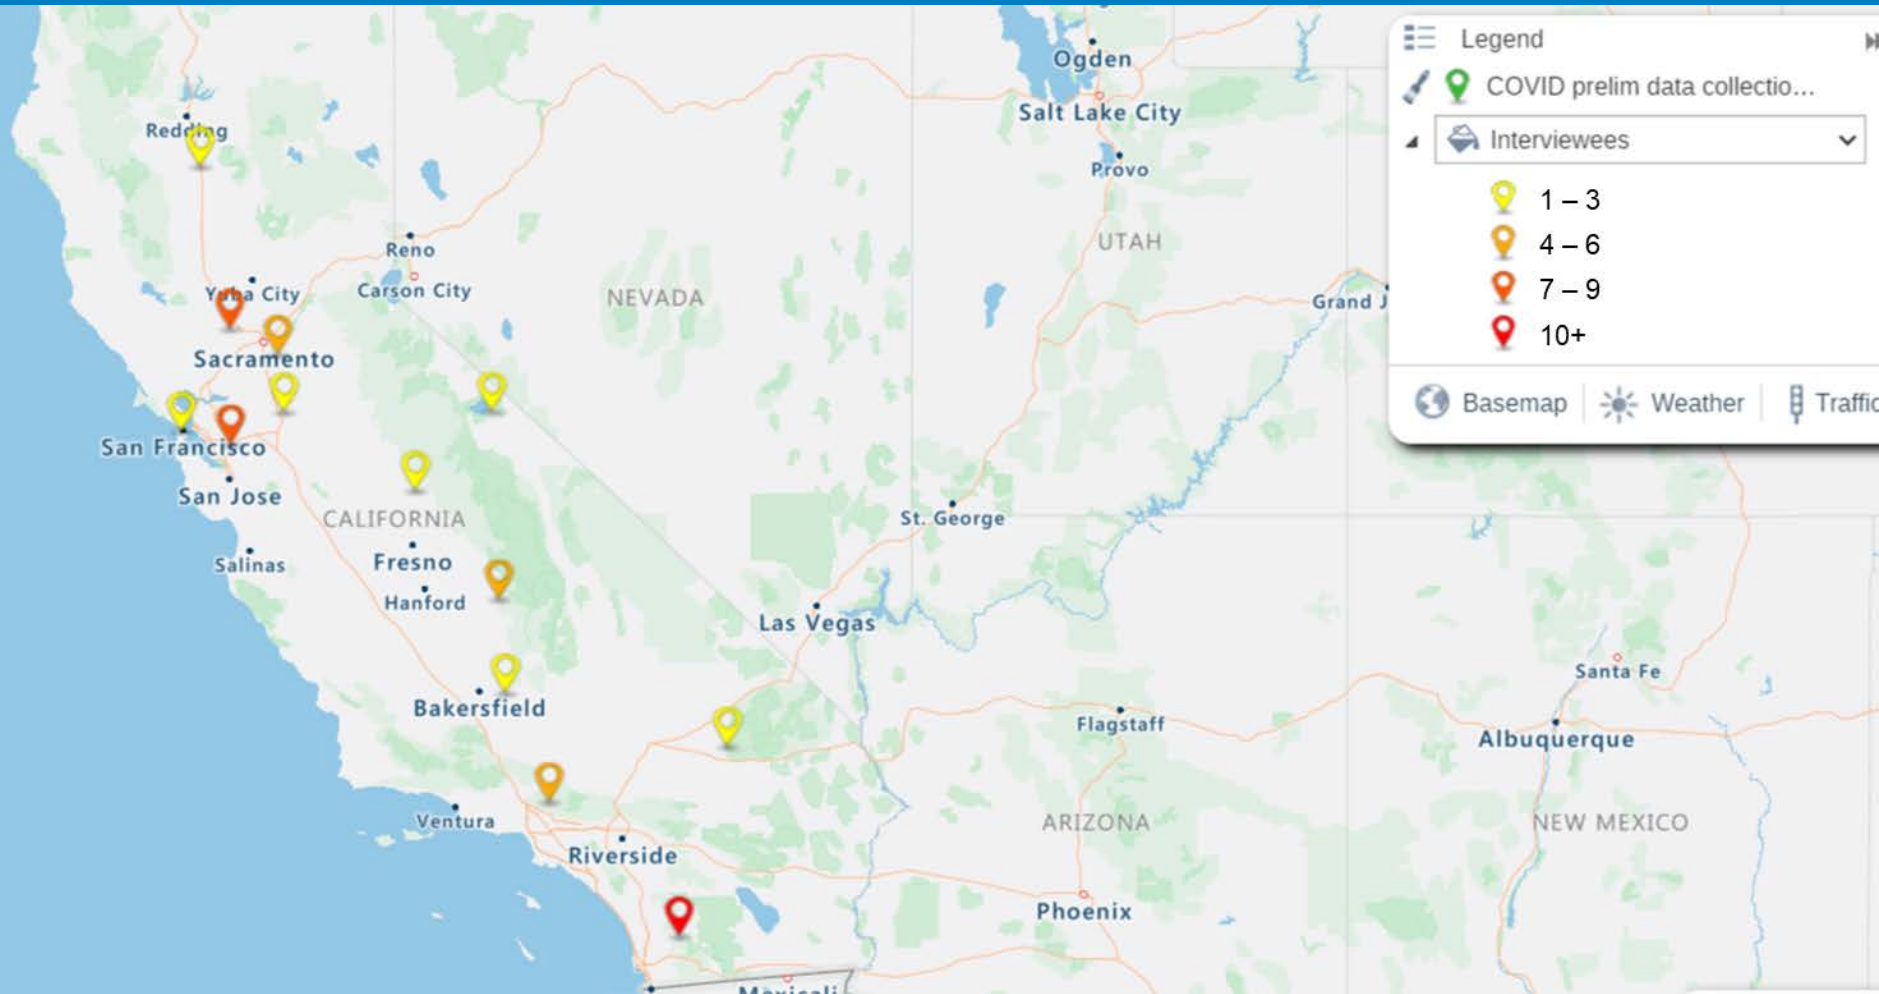 Ogden
Salt Lake City
Provo
Redding
Reno
Carson City
Yuba City
UTAH
NEVADA
Grand J
Sacramento
San Francisco
San Jose
CALIFORNIA
St. George
Salinas
Fresno
Hanford
Las Vegas
Santa Fe
Bakersfield
Flagstaff
Albuquerque
Ventura
ARIZONA
NEW MEXICO
Riverside
Phoenix
Mexicali
Legend
COVID prelim data collectio...
Interviewees
1 – 3
4 – 6
7 – 9
10+
Basemap
Weather
Traffic